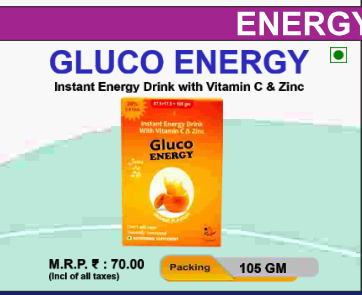 ENERGY
GLUCO ENERGY
Instant Energy Drink with Vitamin C & Zinc
Instant Energy Drink
With Vitamin C & Zinc
Gluco
ENERGY
M.R.P. ₹ : 70.00
(Incl of all taxes)
Packing
105 GM